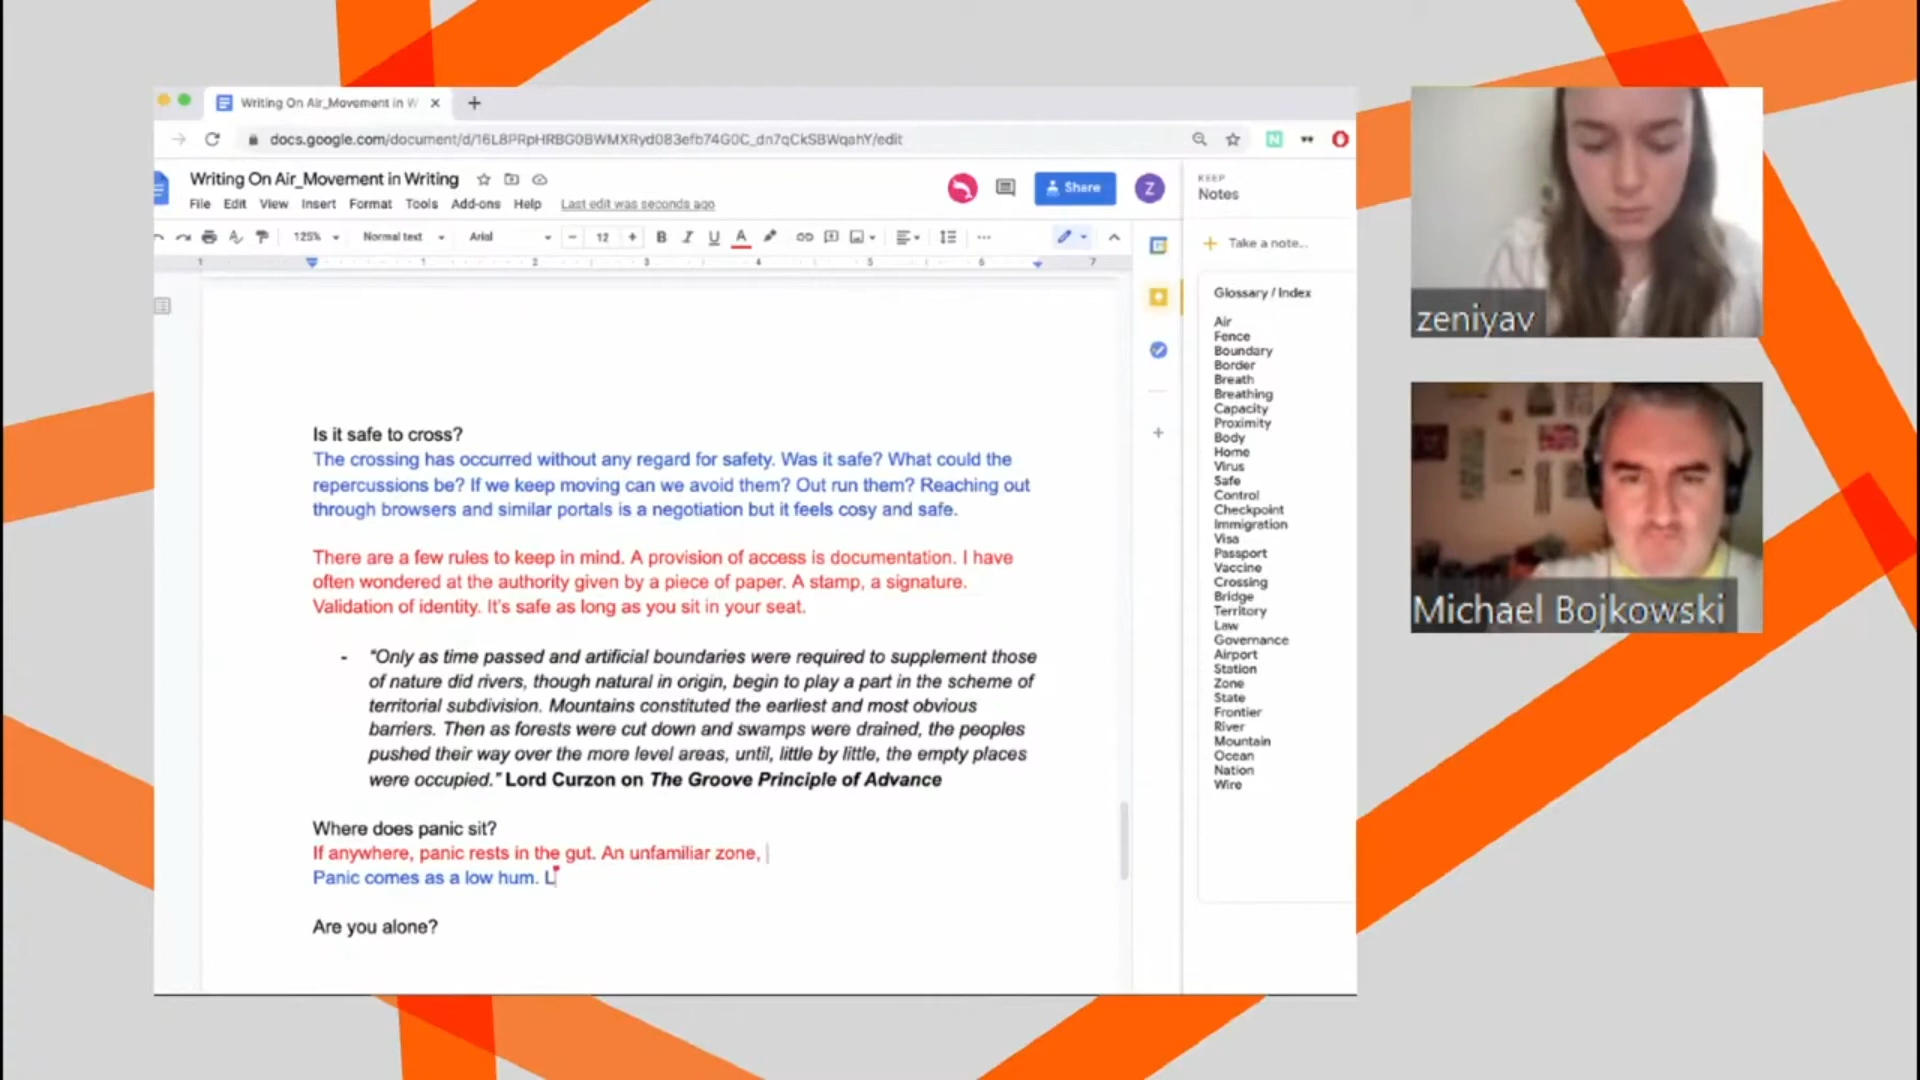 Writing On Air_Movement in W
docs.google.com/document/d/16L8PRpHRBG0BWMXRyd083efb74G0C_dn7qCkSBWqahY/edit
Writing On Air_Movement in Writing
File Edit View Insert Format Tools Add-ons Help Last edit was seconds ago
Share
Z
125% Normal text Arial 12 B I U A
1 1 2 3 4 5 6 7
Is it safe to cross?
The crossing has occurred without any regard for safety. Was it safe? What could the
repercussions be? If we keep moving can we avoid them? Out run them? Reaching out
through browsers and similar portals is a negotiation but it feels cosy and safe.
There are a few rules to keep in mind. A provision of access is documentation. I have
often wondered at the authority given by a piece of paper. A stamp, a signature.
Validation of identity. It's safe as long as you sit in your seat.
- "Only as time passed and artificial boundaries were required to supplement those
of nature did rivers, though natural in origin, begin to play a part in the scheme of
territorial subdivision. Mountains constituted the earliest and most obvious
barriers. Then as forests were cut down and swamps were drained, the peoples
pushed their way over the more level areas, until, little by little, the empty places
were occupied." Lord Curzon on The Groove Principle of Advance
Where does panic sit?
If anywhere, panic rests in the gut. An unfamiliar zone,
Panic comes as a low hum. L
Are you alone?
KEEP
Notes
Take a note...
Glossary / Index
Air
Fence
Boundary
Border
Breath
Breathing
Capacity
Proximity
Body
Home
Virus
Safe
Control
Checkpoint
Immigration
Visa
Passport
Vaccine
Crossing
Bridge
Territory
Law
Governance
Airport
Station
Zone
State
Frontier
River
Mountain
Ocean
Nation
Wire
zeniyav
Michael Bojkowski